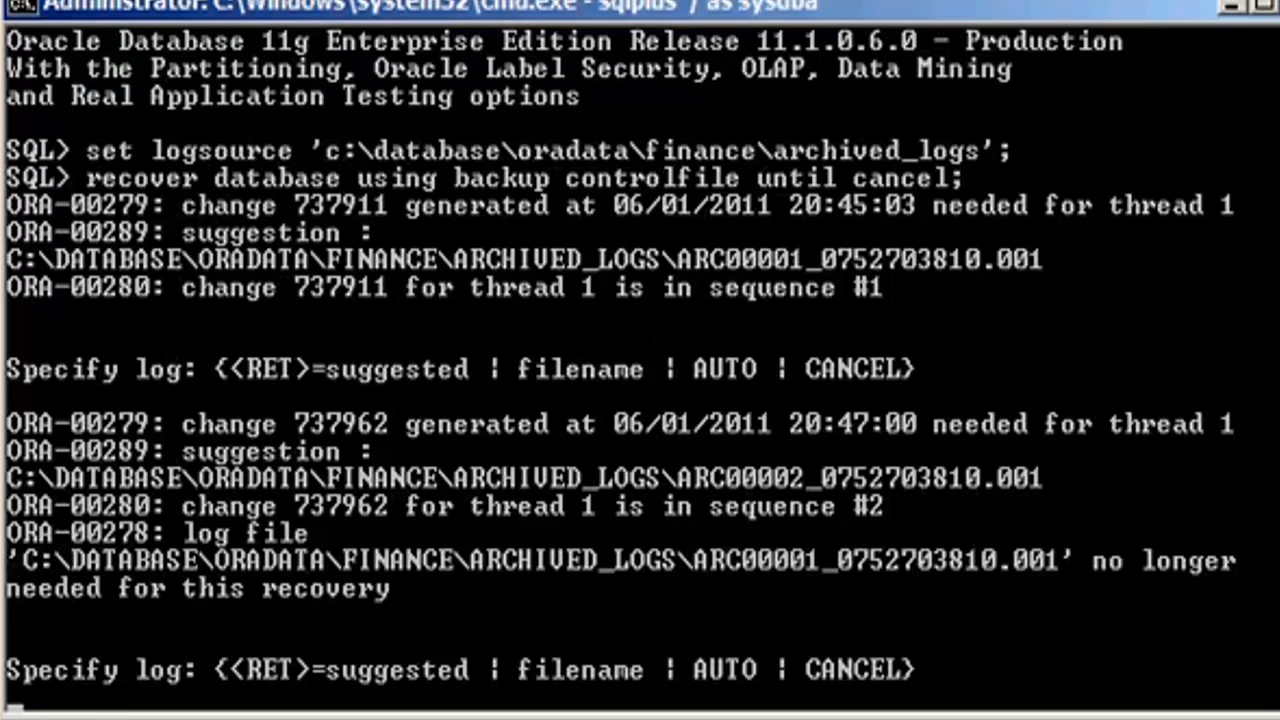 Administrator: C:\Windows\system32\cmd.exe - sqlplus / as sysdba
Oracle Database 11g Enterprise Edition Release 11.1.0.6.0 - Production
With the Partitioning, Oracle Label Security, OLAP, Data Mining
and Real Application Testing options
SQL> set logsource 'c:\database\oradata\finance\archived_logs';
SQL> recover database using backup controlfile until cancel;
ORA-00279: change 737911 generated at 06/01/2011 20:45:03 needed for thread 1
ORA-00289: suggestion :
C:\DATABASE\ORADATA\FINANCE\ARCHIVED_LOGS\ARC00001_0752703810.001
ORA-00280: change 737911 for thread 1 is in sequence #1
Specify log: {<RET>=suggested | filename | AUTO | CANCEL}
ORA-00279: change 737962 generated at 06/01/2011 20:47:00 needed for thread 1
ORA-00289: suggestion :
C:\DATABASE\ORADATA\FINANCE\ARCHIVED_LOGS\ARC00002_0752703810.001
ORA-00280: change 737962 for thread 1 is in sequence #2
ORA-00278: log file
'C:\DATABASE\ORADATA\FINANCE\ARCHIVED_LOGS\ARC00001_0752703810.001' no longer
needed for this recovery
Specify log: {<RET>=suggested | filename | AUTO | CANCEL}